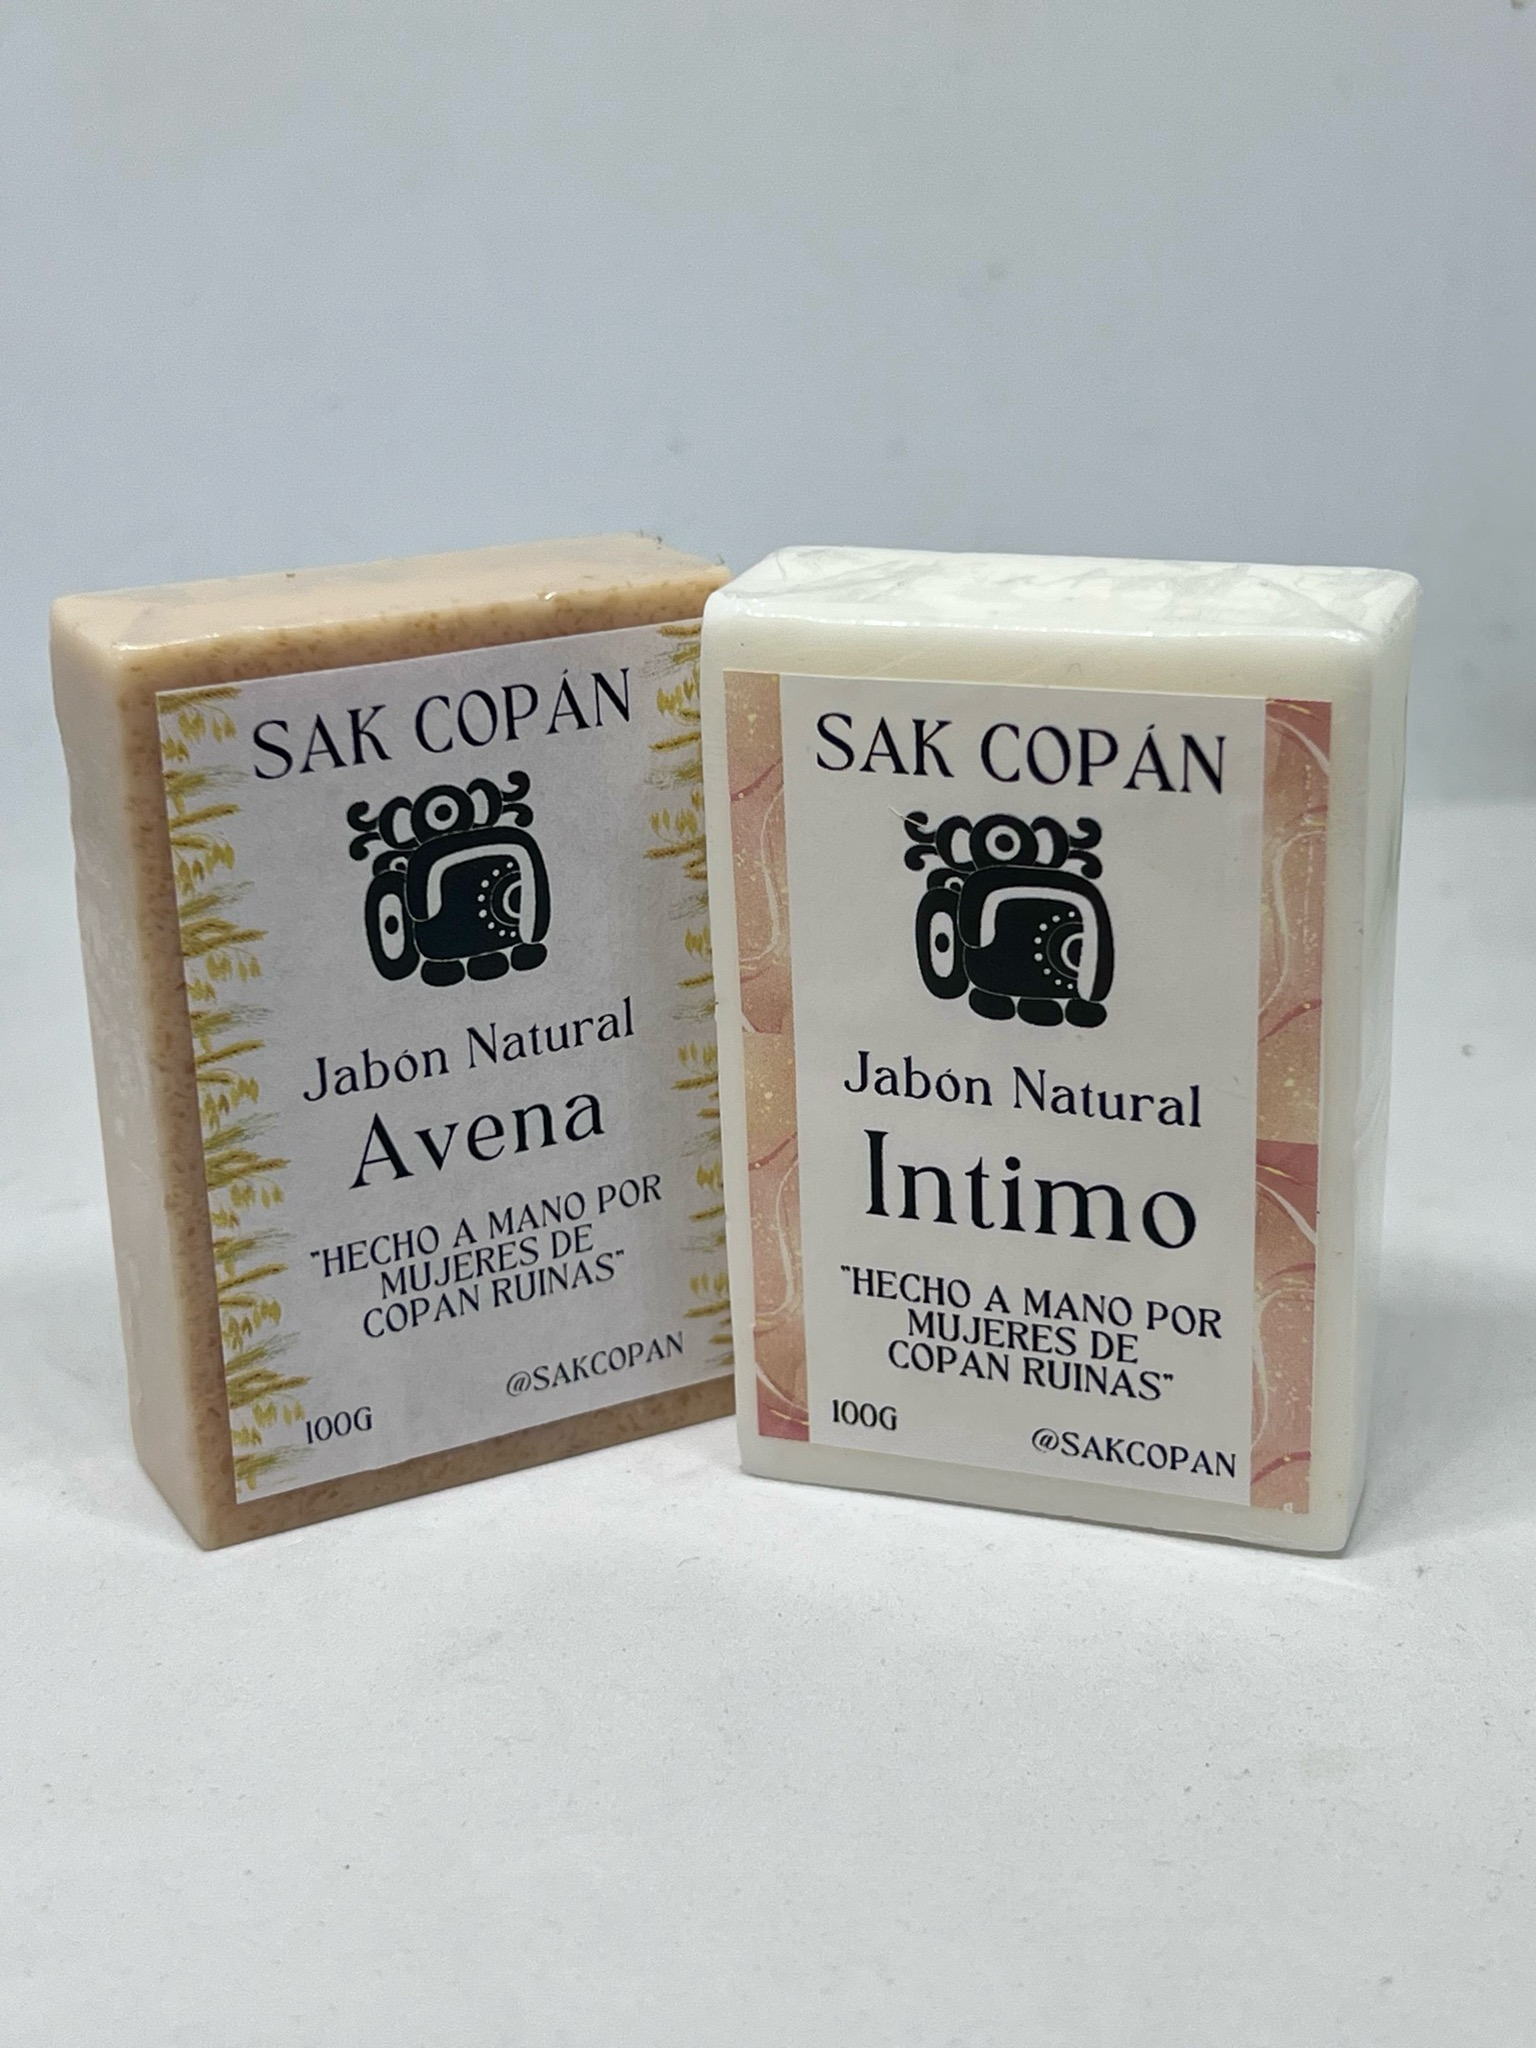 SAK COPÁN
Jabón Natural
Avena
"HECHO A MANO POR
MUJERES DE
COPAN RUINAS"
@SAKCOPAN
100G
SAK COPÁN
Jabón Natural
Intimo
"HECHO A MANO POR
MUJERES DE
COPAN RUINAS"
100G
@SAKCOPAN